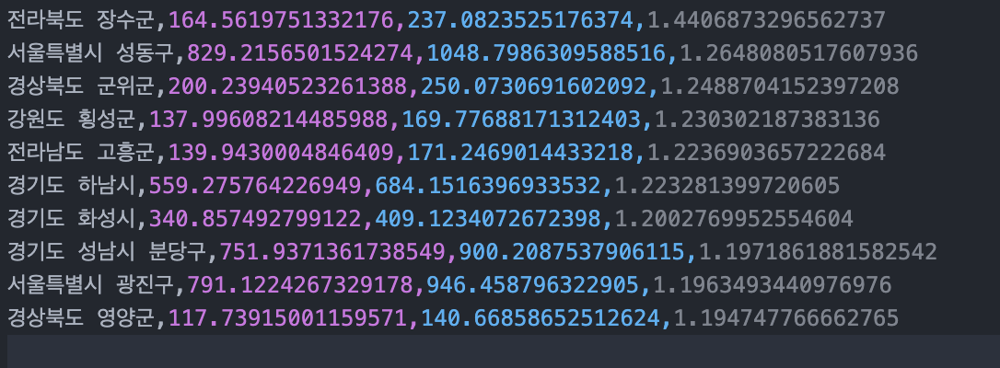 전라북도 장수군,164.5619751332176,237.0823525176374,1.4406873296562737
서울특별시 성동구,829.2156501524274,1048.7986309588516,1.2648080517607936
경상북도 군위군,200.23940523261388,250.0730691602092,1.2488704152397208
강원도 횡성군,137.99608214485988,169.77688171312403,1.230302187383136
전라남도 고흥군,139.9430004846409,171.2469014433218,1.2236903657222684
경기도 하남시,559.275764226949,684.1516396933532,1.223281399720605
경기도 화성시,340.857492799122,409.1234072672398,1.2002769952554604
경기도 성남시 분당구,751.9371361738549,900.2087537906115,1.1971861881582542
서울특별시 광진구,791.1224267329178,946.458796322905,1.1963493440976976
경상북도 영양군,117.73915001159571,140.66858652512624,1.194747766662765